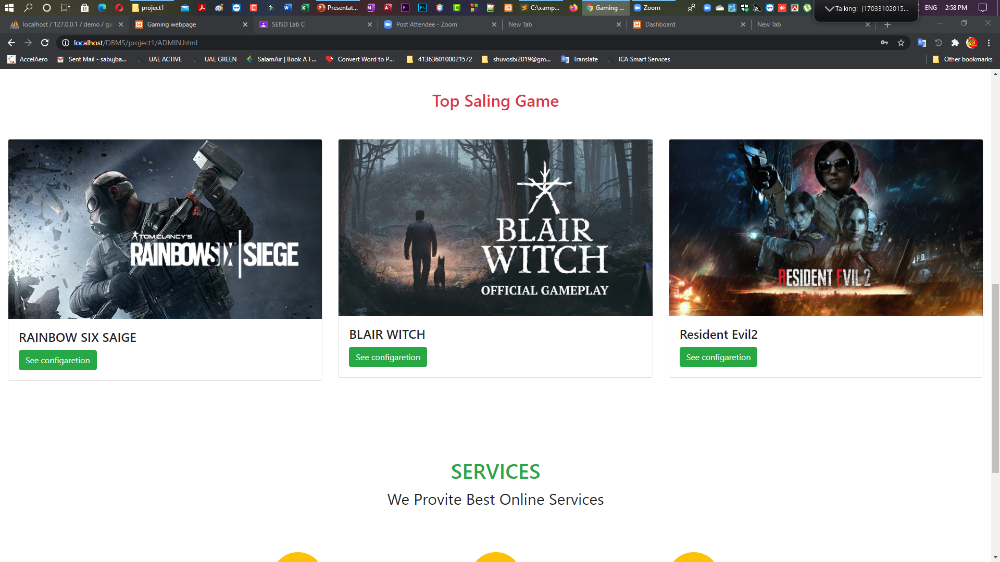 project1
Presentat...
C:\xamp...
Gaming ...
Zoom
Talking: (17033102015...
ENG
2:58 PM
localhost / 127.0.0.1 / demo / ga
Gaming webpage
SEISD Lab C
Post Attendee - Zoom
New Tab
Dashboard
New Tab
localhost/DBMS/project1/ADMIN.html
AccelAero
Sent Mail - sabujba...
UAE ACTIVE
UAE GREEN
SalamAir | Book A F...
Convert Word to P...
4136360100021572
shuvosbi2019@gm...
Translate
ICA Smart Services
Other bookmarks
Top Saling Game
TOM CLANCY'S
RAINBOWSIX | SIEGE
BLAIR
WITCH
OFFICIAL GAMEPLAY
RESIDENT EVIL 2
RAINBOW SIX SAIGE
See configaretion
BLAIR WITCH
See configaretion
Resident Evil2
See configaretion
SERVICES
We Provite Best Online Services